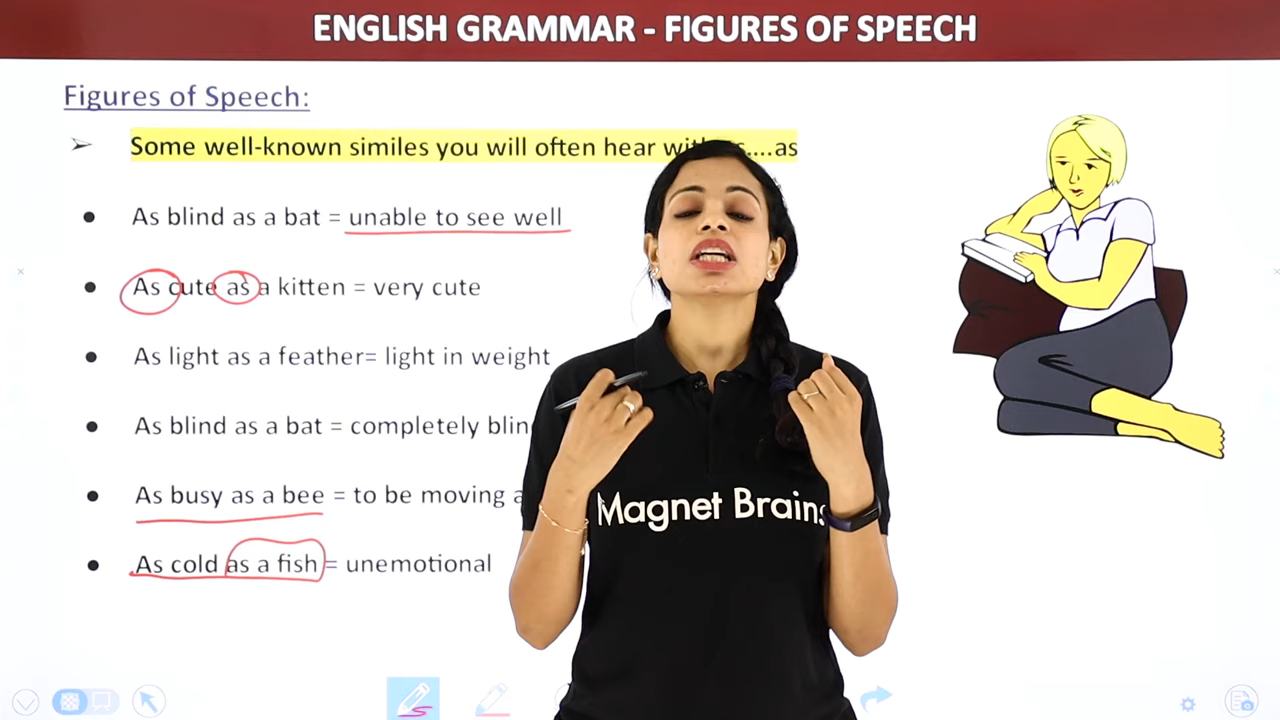 ENGLISH GRAMMAR - FIGURES OF SPEECH
Figures of Speech:
➢ Some well-known similes you will often hear with ....as
• As blind as a bat = unable to see well
• As cute as a kitten = very cute
• As light as a feather= light in weight
• As blind as a bat = completely
• As busy as a bee = to be moving
• As cold as a fish = unemotional
Magnet Brains